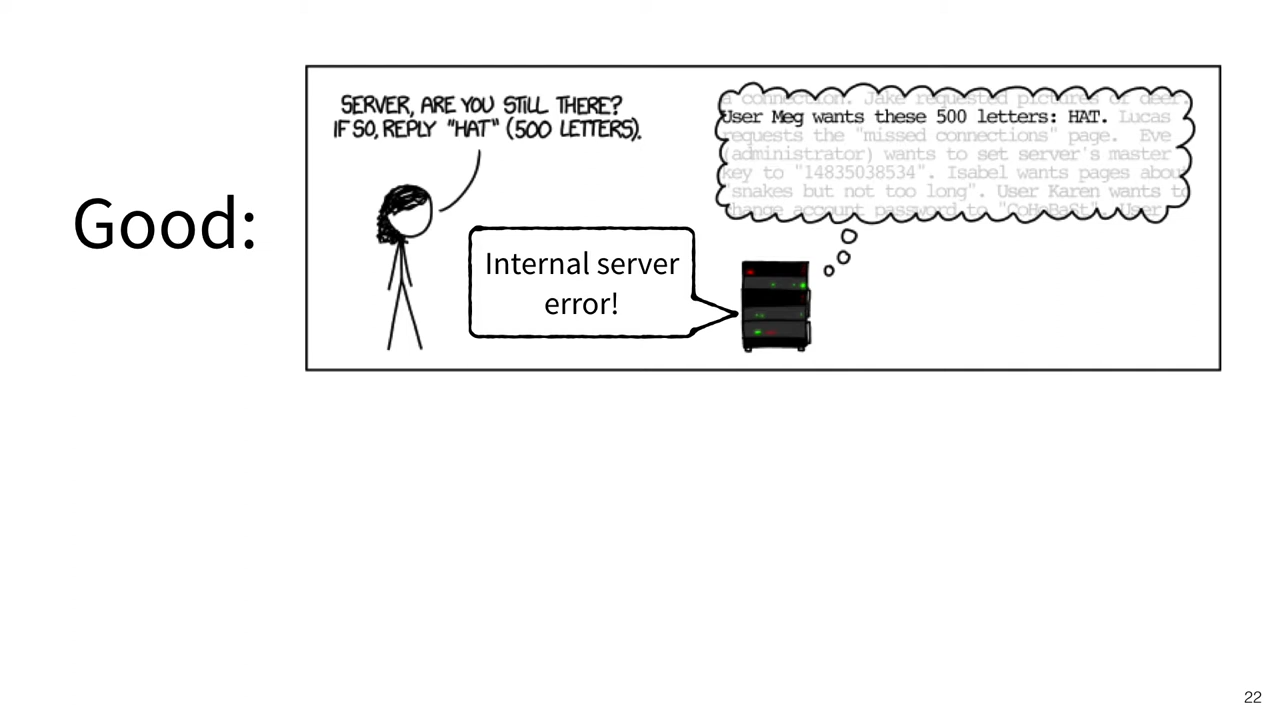 Good:
SERVER, ARE YOU STILL THERE?
IF SO, REPLY "HAT" (500 LETTERS).
a connection. Jake requested pictures of deer.
User Meg wants these 500 letters: HAT. Lucas
requests the "missed connections" page. Eve
(administrator) wants to set server's master
key to "14835038534". Isabel wants pages about
"snakes but not too long". User Karen wants to
change account password to "CoHoBaSt". User
Internal server
error!
22